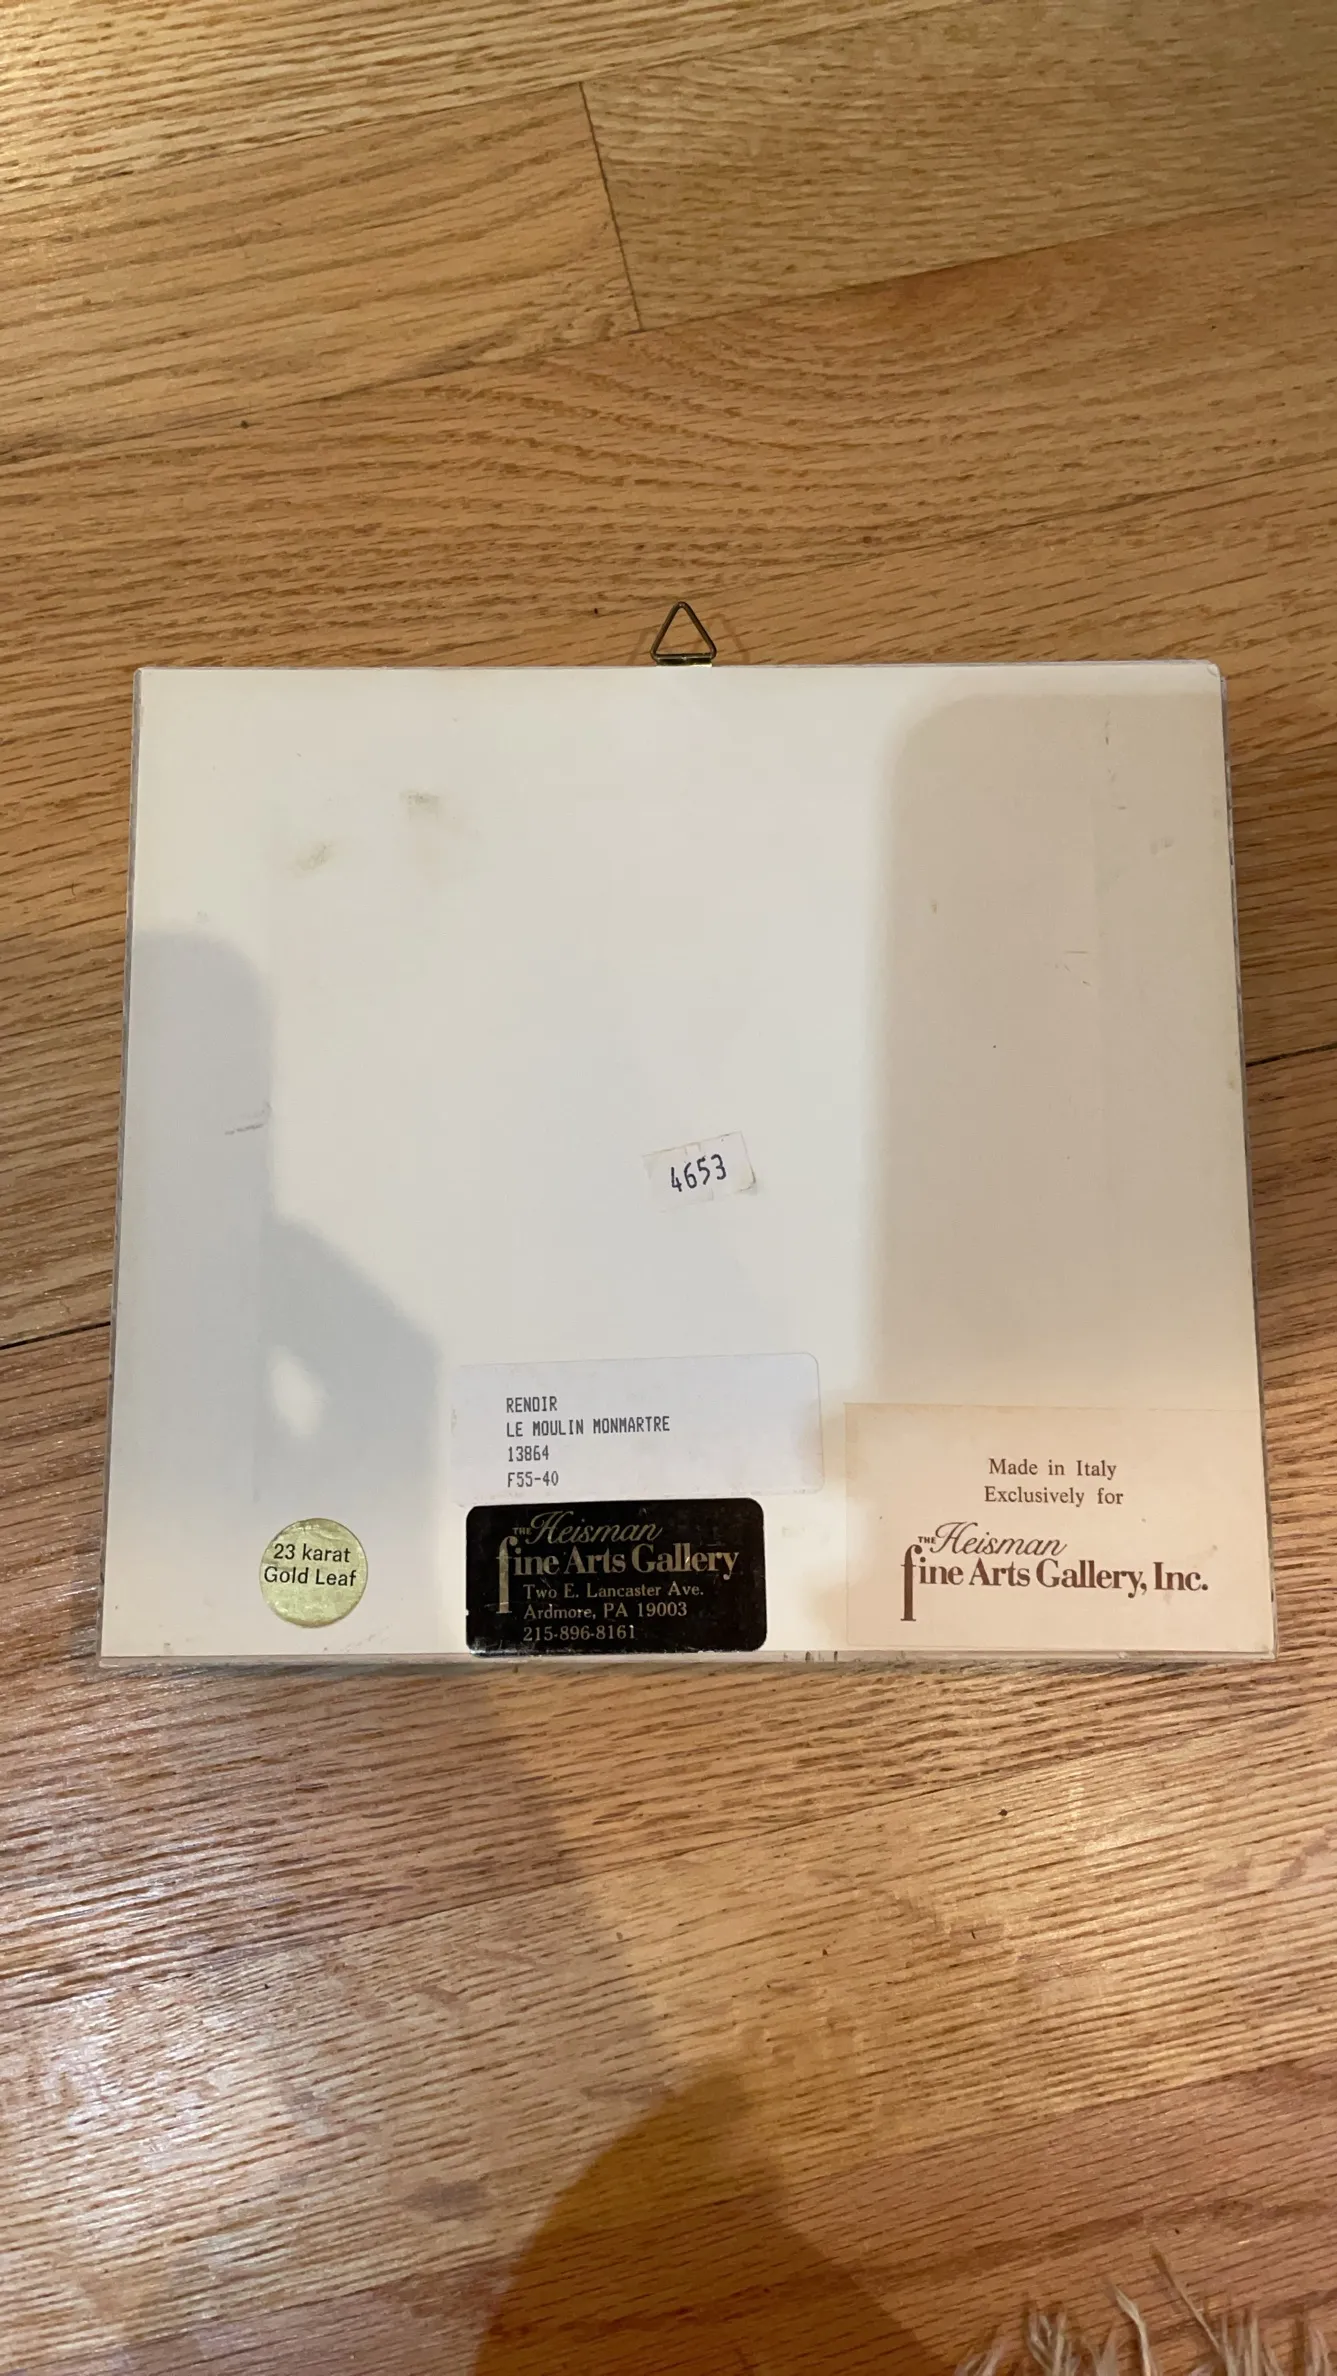 4653
RENOIR
LE MOULIN MONMARTRE
13864
F55-40
23 karat
Gold Leaf
THE Heisman
fine Arts Gallery
Two E. Lancaster Ave.
Ardmore, PA 19003
215-896-8161
Made in Italy
Exclusively for
THE Heisman
fine Arts Gallery, Inc.